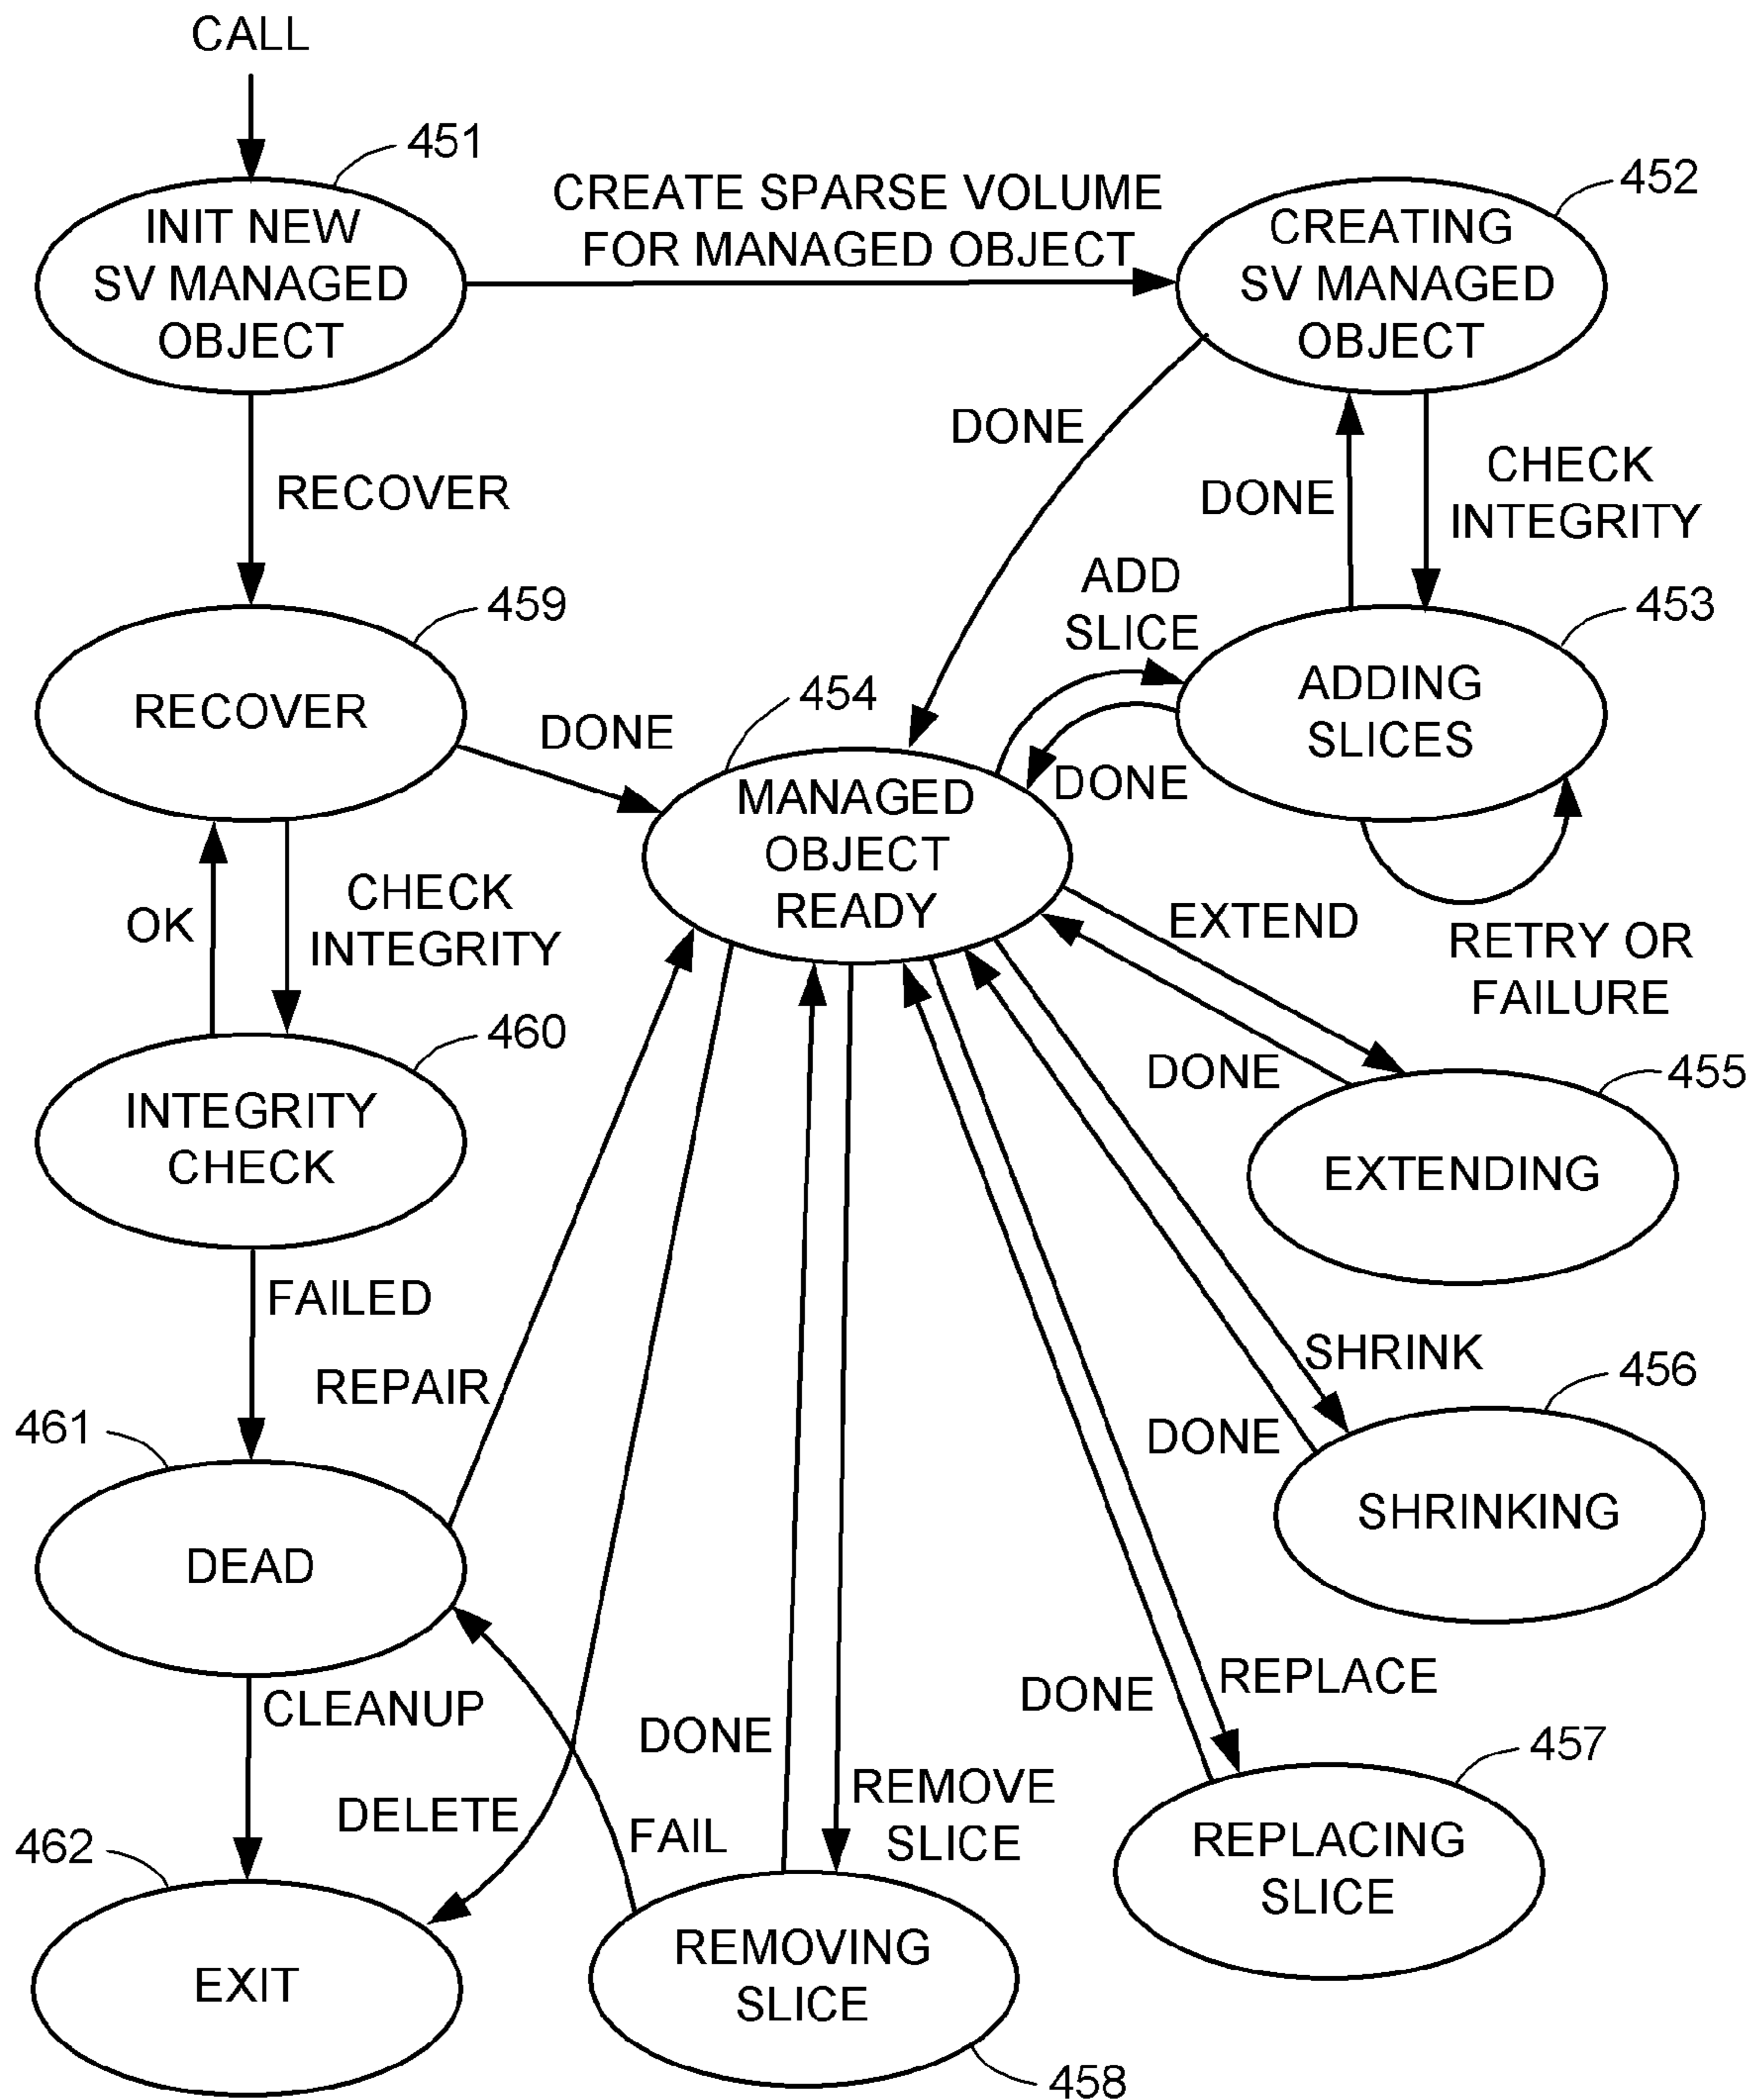 CALL
451
INIT NEW
SV MANAGED
OBJECT
CREATE SPARSE VOLUME
FOR MANAGED OBJECT
452
CREATING
SV MANAGED
OBJECT
DONE
RECOVER
DONE
CHECK
INTEGRITY
ADD
SLICE
459
453
RECOVER
ADDING
SLICES
454
DONE
DONE
MANAGED
OBJECT
READY
RETRY OR
FAILURE
OK
CHECK
INTEGRITY
EXTEND
460
DONE
455
INTEGRITY
CHECK
EXTENDING
FAILED
REPAIR
SHRINK
456
461
DONE
SHRINKING
DEAD
CLEANUP
DONE
DONE
REPLACE
457
DELETE
FAIL
REMOVE
SLICE
462
REPLACING
SLICE
EXIT
REMOVING
SLICE
458